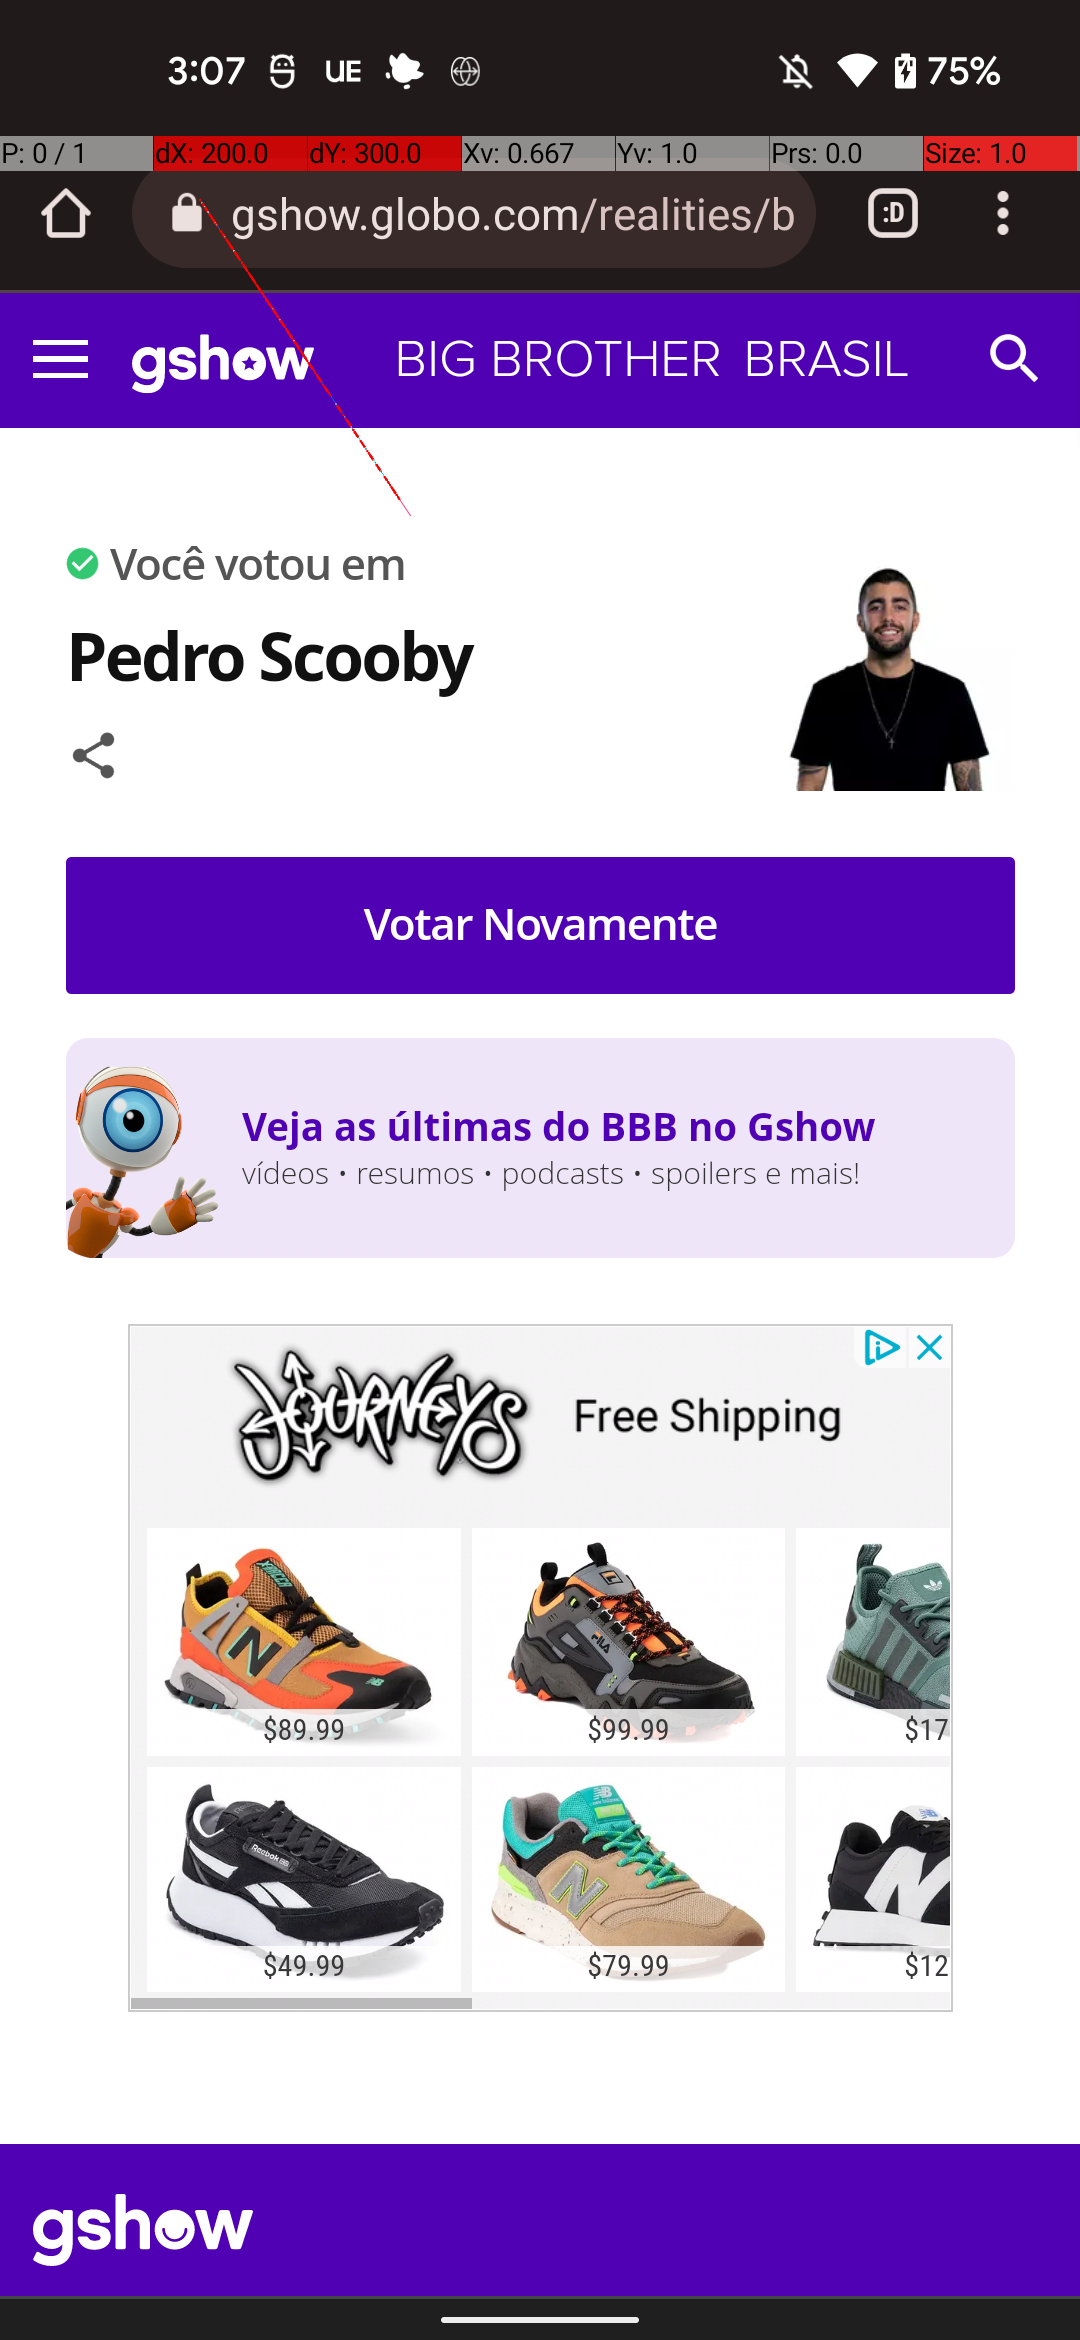 3:07 UE 75%
P: 0 / 1 dX: 200.0 dY: 300.0 Xv: 0.667 Yv: 1.0 Prs: 0.0 Size: 1.0
gshow.globo.com/realities/b :D
gshow BIG BROTHER BRASIL
Você votou em
Pedro Scooby
Votar Novamente
Veja as últimas do BBB no Gshow
vídeos • resumos • podcasts • spoilers e mais!
JOURNEYS Free Shipping
$89.99 $99.99 $17
$49.99 $79.99 $12
gshow